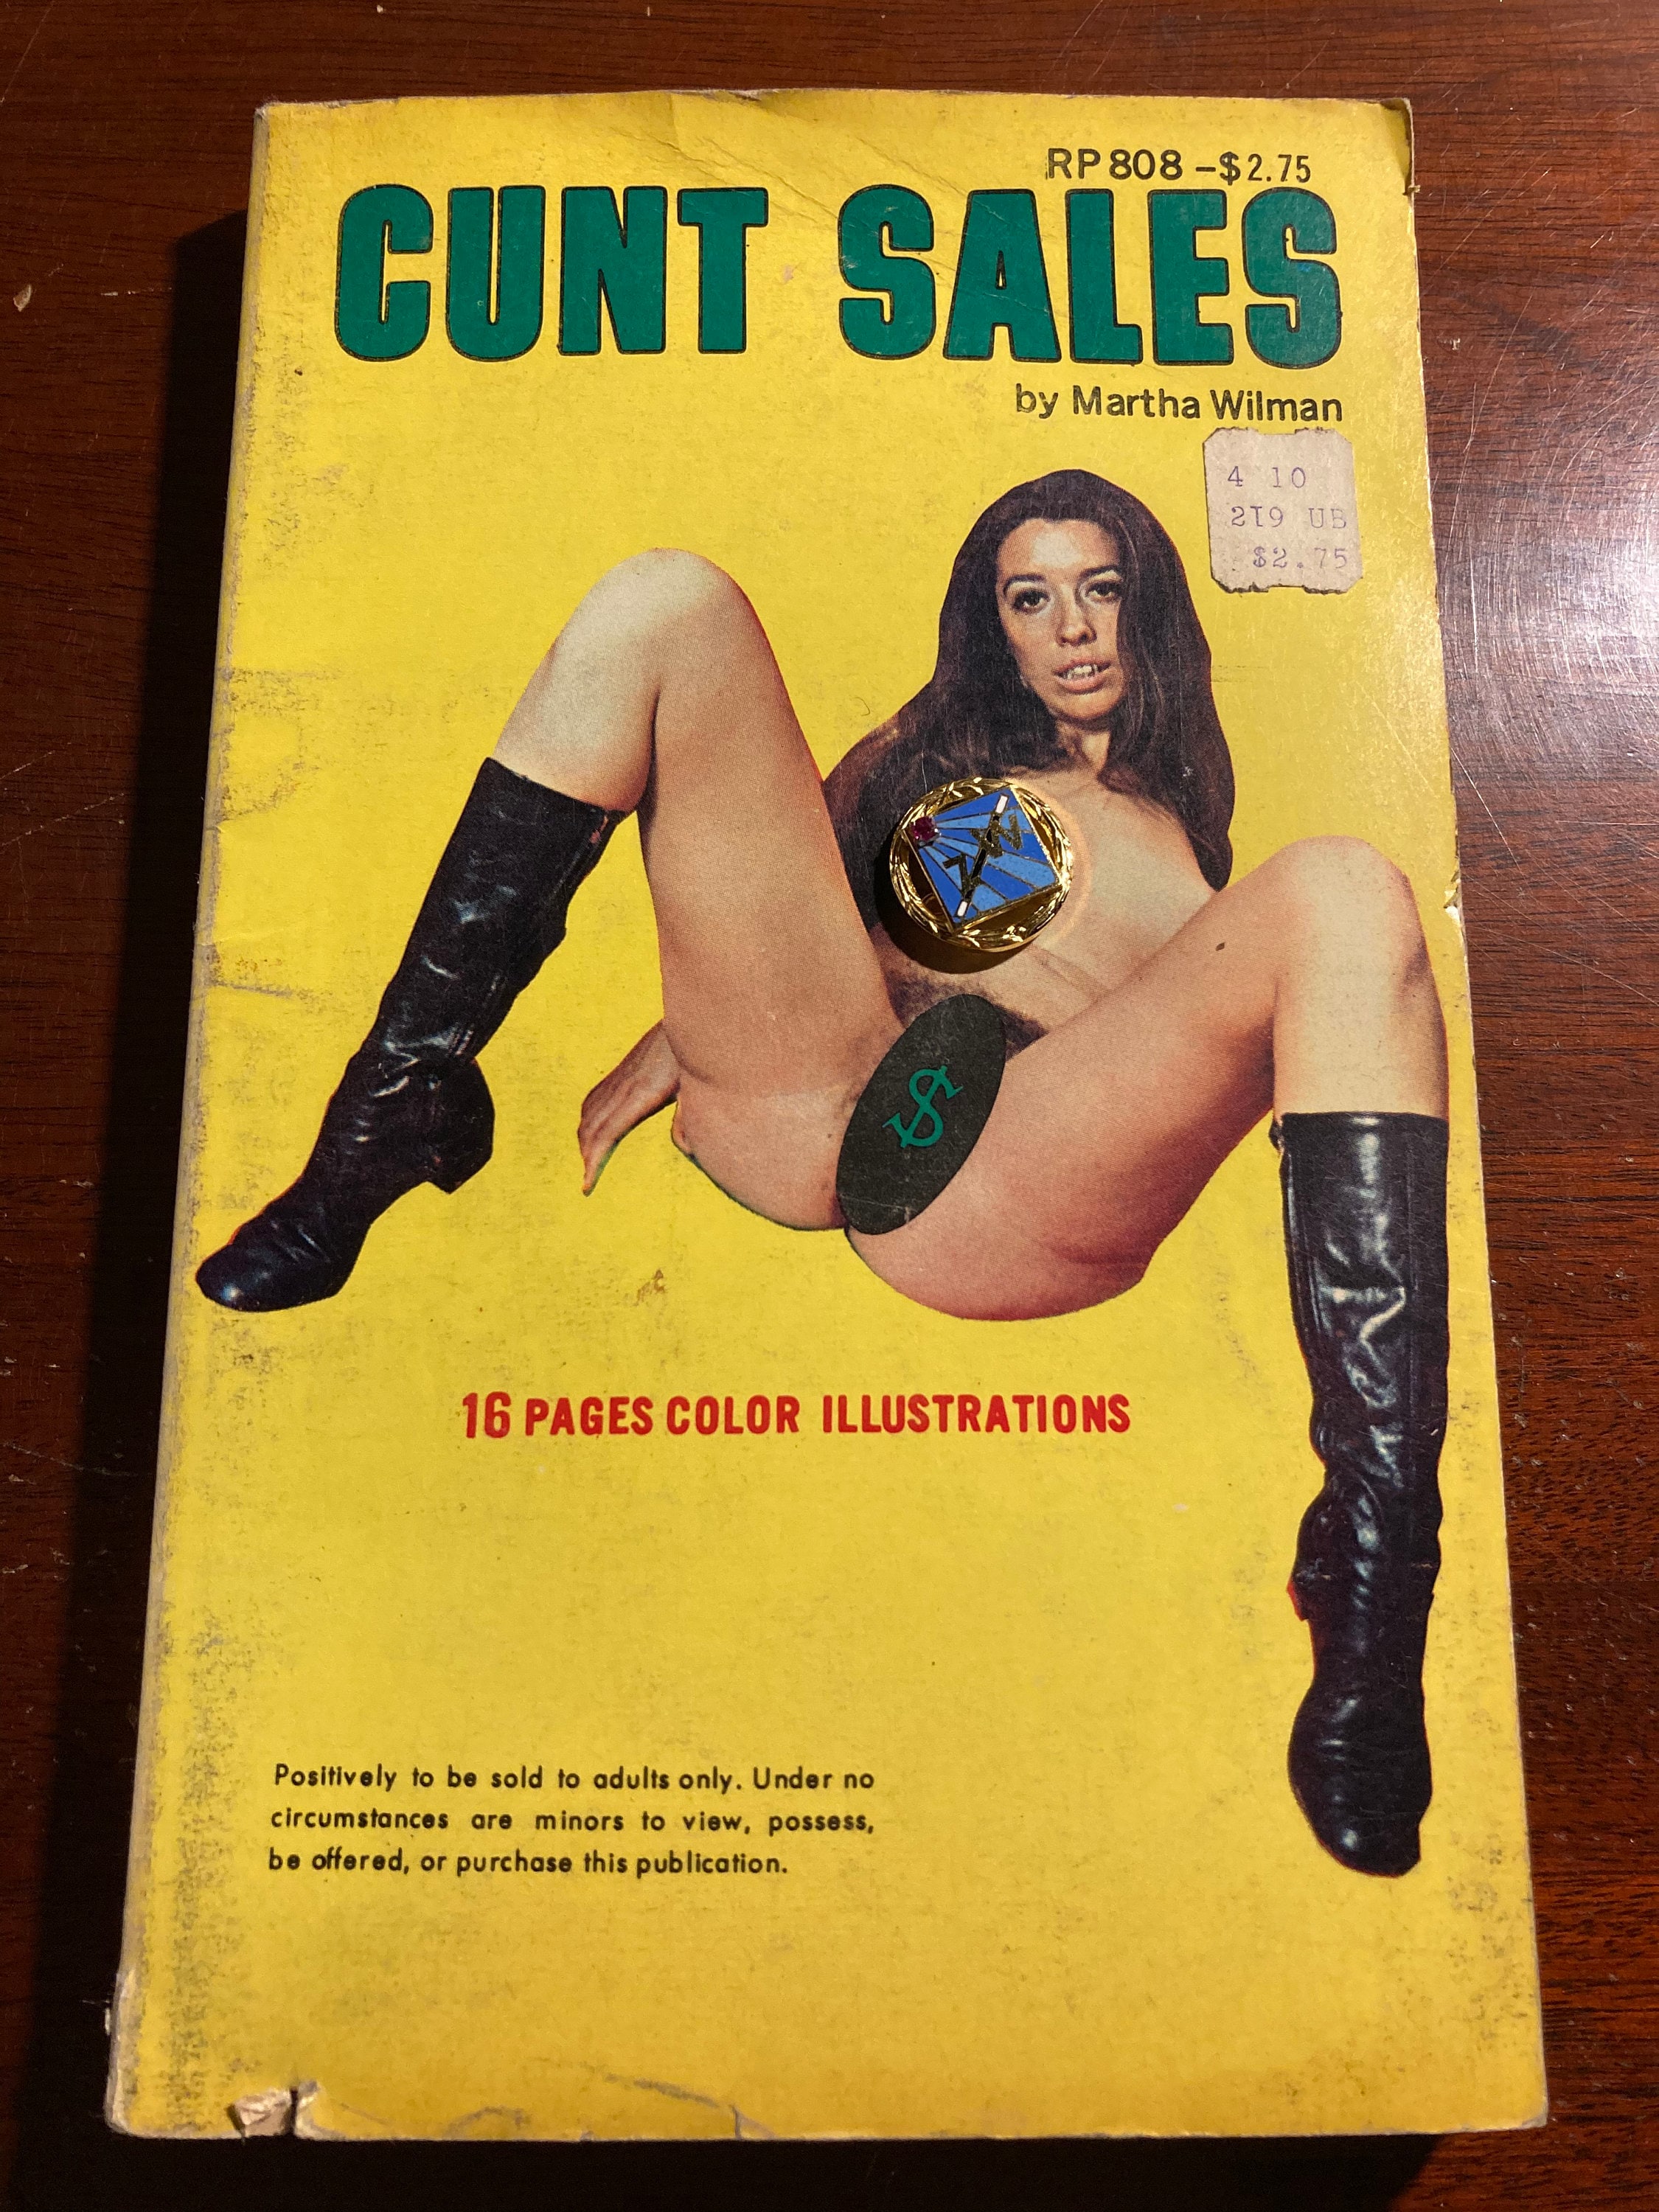 RP 808 – $2.75
CUNT SALES
by Martha Wilman
4 10
219 UB
$2.75
$
16 PAGES COLOR ILLUSTRATIONS
Positively to be sold to adults only. Under no
circumstances are minors to view, possess,
be offered, or purchase this publication.